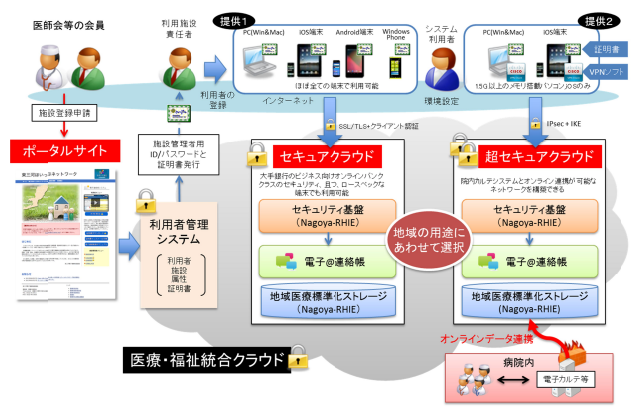 医師会等の会員
施設登録申請
ポータルサイト
東三河ほいっぷネットワーク
利用施設
責任者
利用者の
登録
施設管理者用
ID/パスワードと
証明書発行
利用者管理
システム
利用者
施設
属性
証明書
提供1
PC(Win&Mac)
iOS端末
Android端末
Windows
Phone
ほぼ全ての端末で利用可能
インターネット
システム
利用者
環境設定
提供2
PC(Win&Mac)
iOS端末
証明書
VPNソフト
CISCO
CISCO
1.5G以上のメモリ搭載パソコン、iOSのみ
SSL/TLS+クライアント認証
IPsec + IKE
セキュアクラウド
大手銀行のビジネス向けオンラインバンク
クラスのセキュリティ、且つ、ロースペックな
端末でも利用可能
セキュリティ基盤
(Nagoya-RHIE)
電子@連絡帳
地域医療標準化ストレージ
(Nagoya-RHIE)
地域の用途に
あわせて選択
超セキュアクラウド
院内カルテシステムとオンライン連携が可能な
ネットワークを構築できる
セキュリティ基盤
(Nagoya-RHIE)
電子@連絡帳
地域医療標準化ストレージ
(Nagoya-RHIE)
オンラインデータ連携
病院内
電子カルテ等
医療・福祉統合クラウド